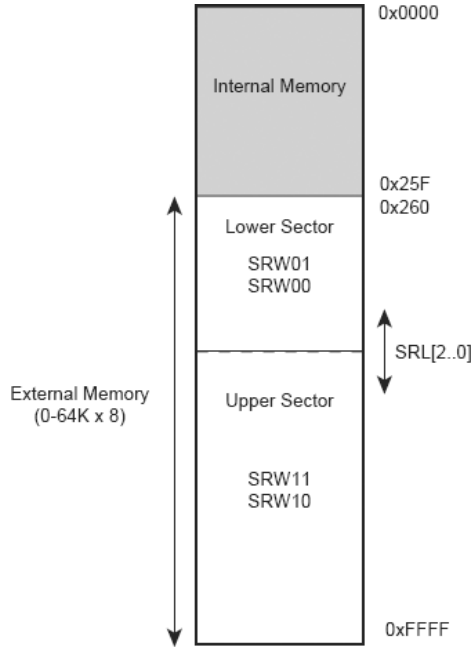 0x0000
Internal Memory
0x25F
0x260
Lower Sector
SRW01
SRW00
SRL[2..0]
External Memory
(0-64K x 8)
Upper Sector
SRW11
SRW10
0xFFFF